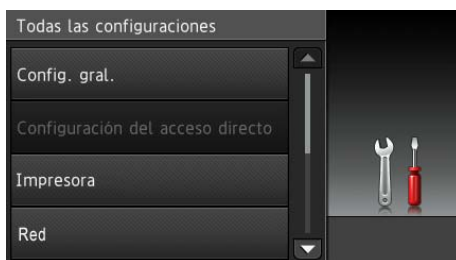 Todas las configuraciones
Config. gral.
Configuración del acceso directo
Impresora
Red